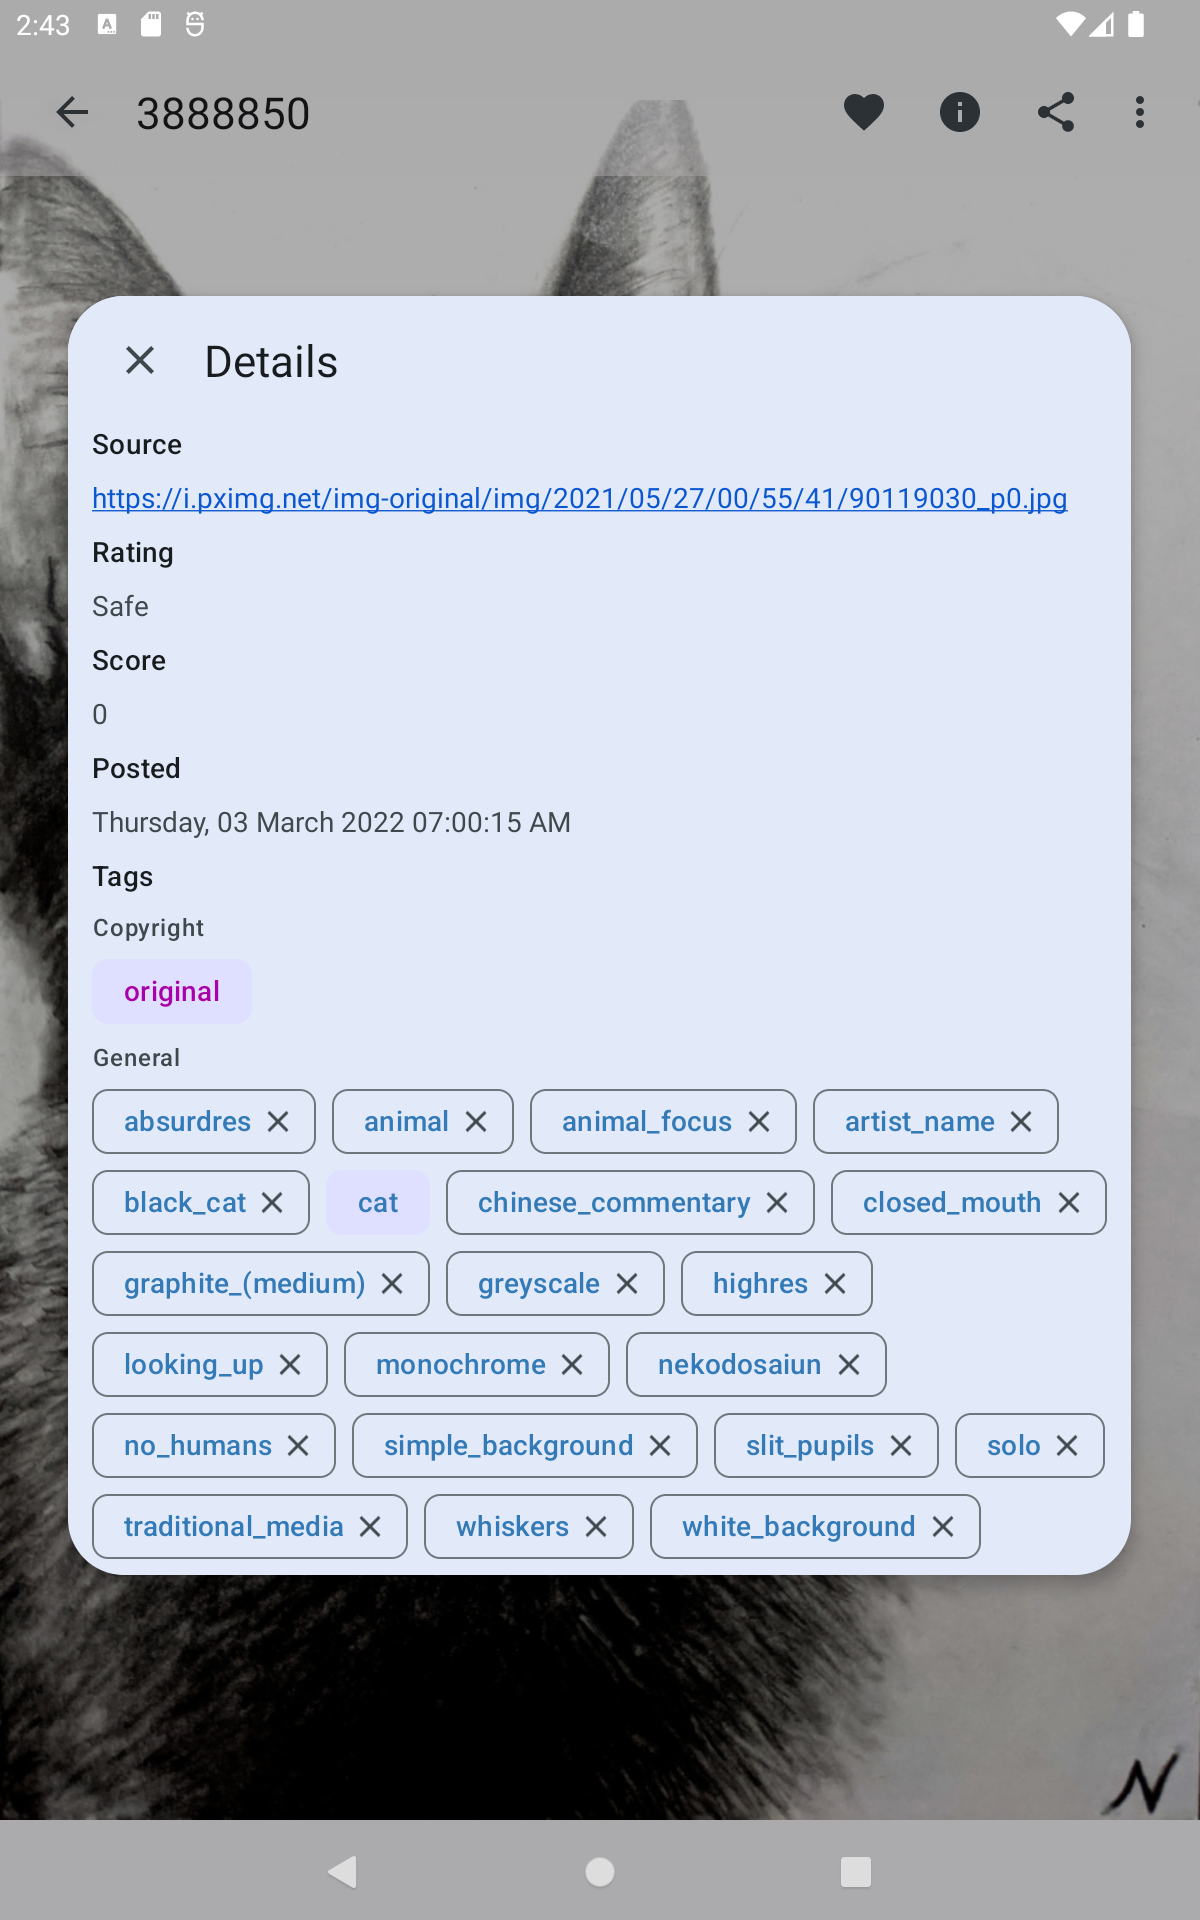 2:43
3888850
Details
Source
https://i.pximg.net/img-original/img/2021/05/27/00/55/41/90119030_p0.jpg
Rating
Safe
Score
0
Posted
Thursday, 03 March 2022 07:00:15 AM
Tags
Copyright
original
General
absurdres animal animal_focus artist_name
black_cat cat chinese_commentary closed_mouth
graphite_(medium) greyscale highres
looking_up monochrome nekodosaiun
no_humans simple_background slit_pupils solo
traditional_media whiskers white_background
N